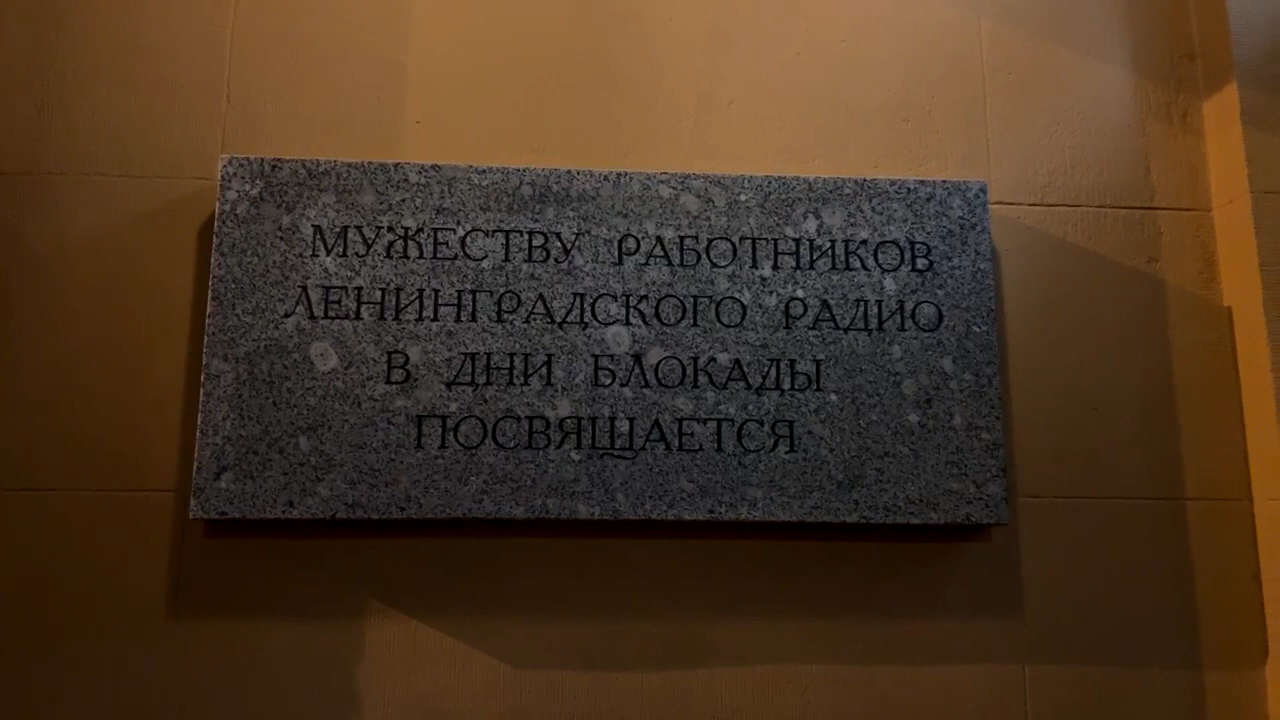 МУЖЕСТВУ РАБОТНИКОВ
ЛЕНИНГРАДСКОГО РАДИО
В ДНИ БЛОКАДЫ
ПОСВЯЩАЕТСЯ